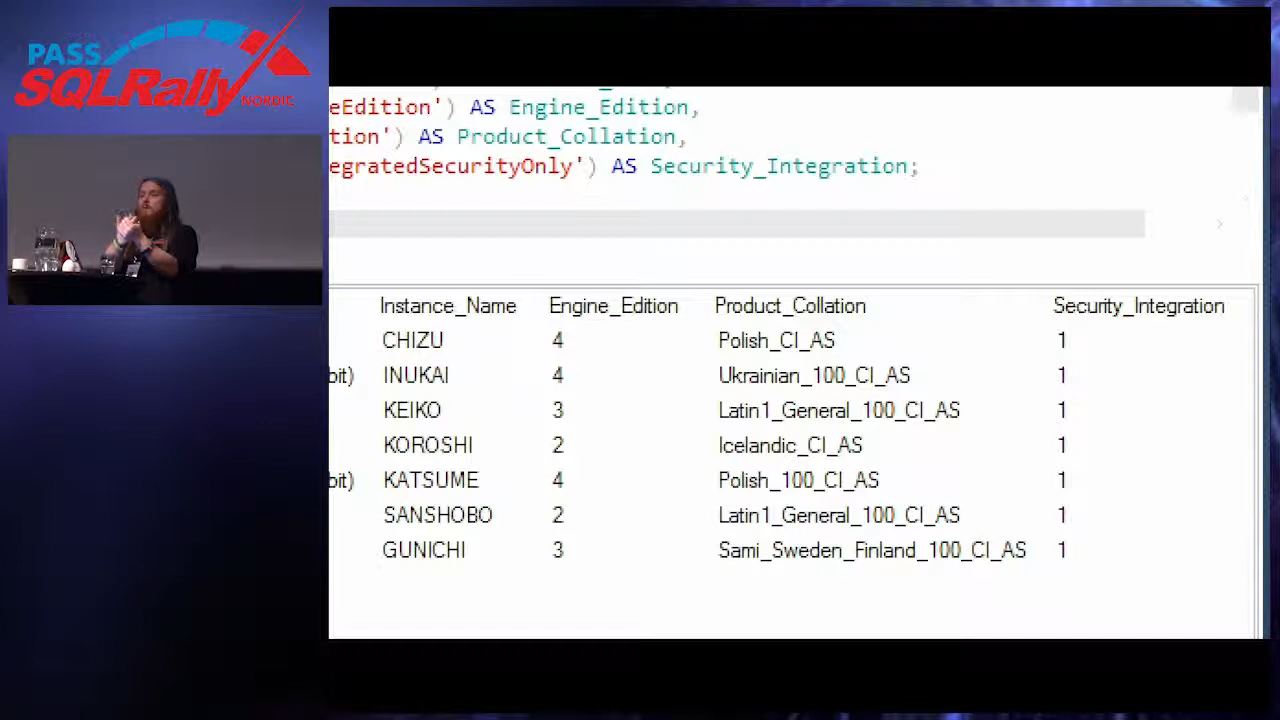 PASS
SQLRally
NORDIC
eEdition') AS Engine_Edition,
tion') AS Product_Collation,
egratedSecurityOnly') AS Security_Integration;
Instance_Name Engine_Edition Product_Collation Security_Integration
CHIZU 4 Polish_CI_AS 1
bit) INUKAI 4 Ukrainian_100_CI_AS 1
KEIKO 3 Latin1_General_100_CI_AS 1
KOROSHI 2 Icelandic_CI_AS 1
bit) KATSUME 4 Polish_100_CI_AS 1
SANSHOBO 2 Latin1_General_100_CI_AS 1
GUNICHI 3 Sami_Sweden_Finland_100_CI_AS 1